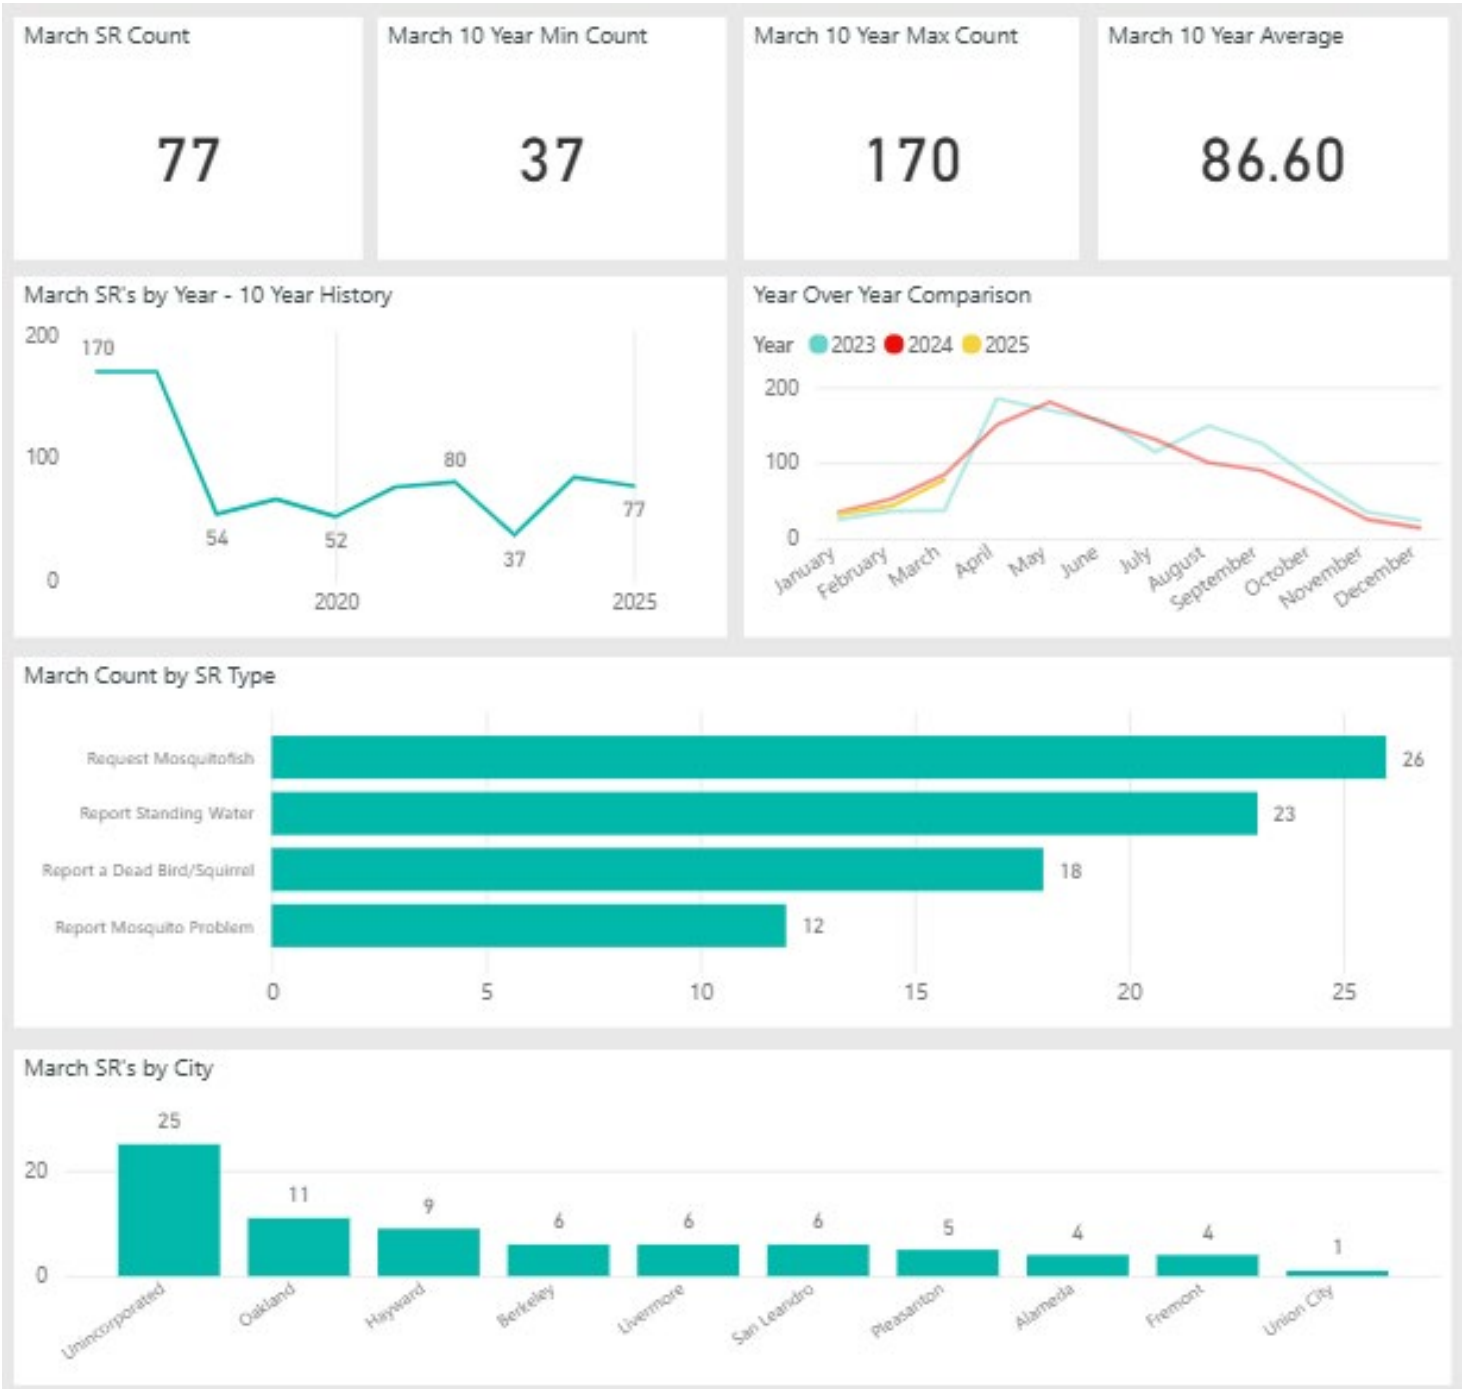 March SR Count
77
March 10 Year Min Count
37
March 10 Year Max Count
170
March 10 Year Average
86.60
March SR's by Year - 10 Year History
200
170
100
80
77
54
52
37
0
2020
2025
Year Over Year Comparison
Year 2023 2024 2025
200
100
0
January
February
March
April
May
June
July
August
September
October
November
December
March Count by SR Type
Request Mosquitofish
26
Report Standing Water
23
Report a Dead Bird/Squirrel
18
Report Mosquito Problem
12
0 5 10 15 20 25
March SR's by City
25
20
11
9
6
6
6
5
4
4
1
0
Unincorporated
Oakland
Hayward
Berkeley
Livermore
San Leandro
Pleasanton
Alameda
Fremont
Union City